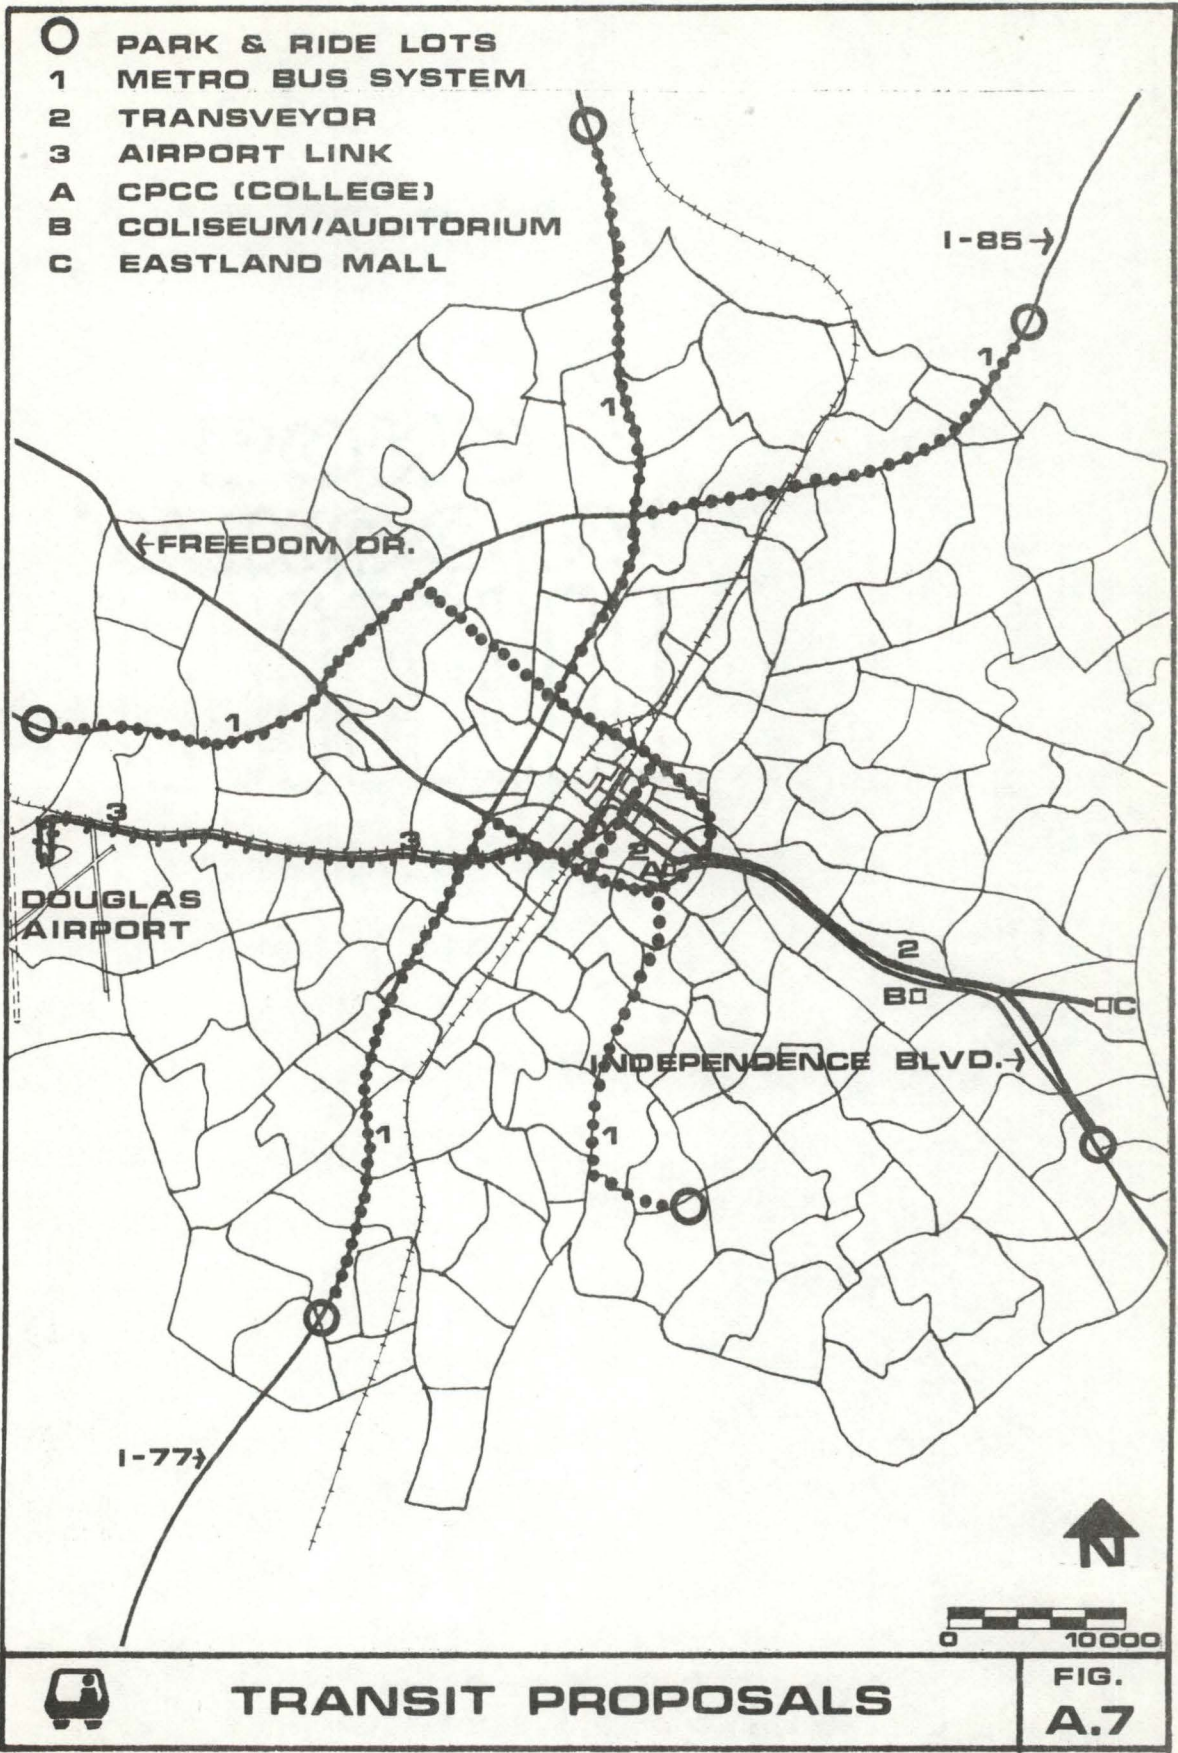 PARK & RIDE LOTS
1 METRO BUS SYSTEM
2 TRANSVEYOR
3 AIRPORT LINK
A CPCC (COLLEGE)
B COLISEUM/AUDITORIUM
C EASTLAND MALL
I-85→
1
1
←FREEDOM DR.
1
3
3
2
A
DOUGLAS
AIRPORT
2
B
C
INDEPENDENCE BLVD.→
1
1
I-77→
N
0 10000
TRANSIT PROPOSALS
FIG.
A.7